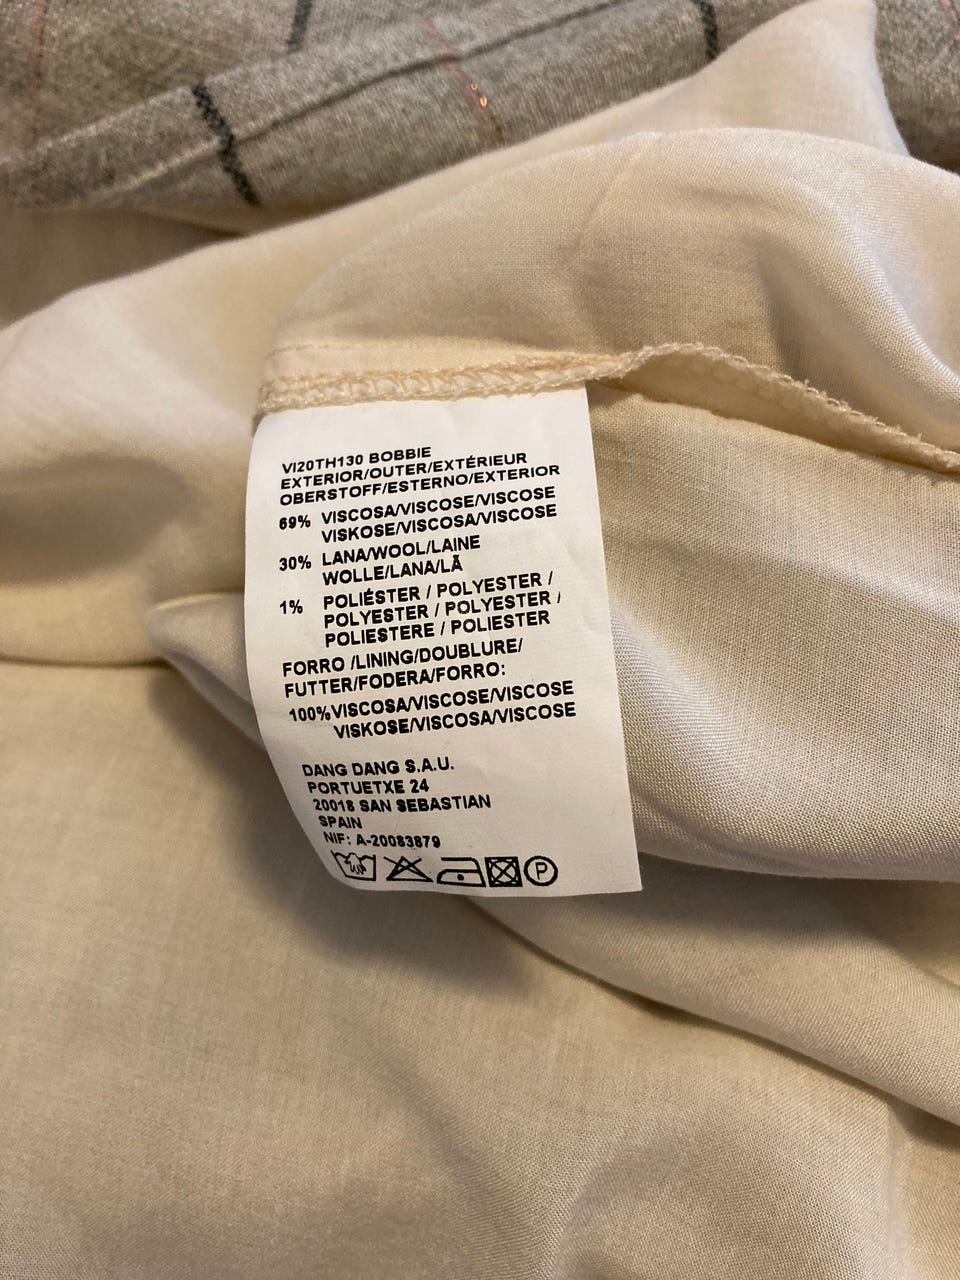 VI20TH130 BOBBIE
EXTERIOR/OUTER/EXTÉRIEUR
OBERSTOFF/ESTERNO/EXTERIOR
69% VISCOSA/VISCOSE/VISCOSE
VISKOSE/VISCOSA/VISCOSE
30% LANA/WOOL/LAINE
WOLLE/LANA/LÃ
1% POLIÉSTER / POLYESTER /
POLYESTER / POLYESTER /
POLIESTERE / POLIESTER
FORRO /LINING/DOUBLURE/
FUTTER/FODERA/FORRO:
100% VISCOSA/VISCOSE/VISCOSE
VISKOSE/VISCOSA/VISCOSE
DANG DANG S.A.U.
PORTUETXE 24
20018 SAN SEBASTIAN
SPAIN
NIF: A-20083879
P